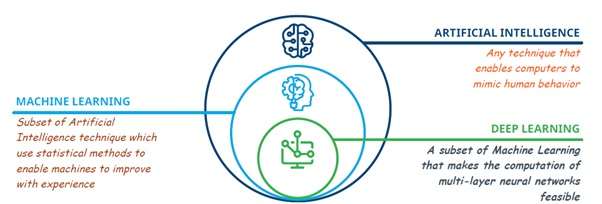 ARTIFICIAL INTELLIGENCE
Any technique that
enables computers to
mimic human behavior
MACHINE LEARNING
Subset of Artificial
Intelligence technique which
use statistical methods to
enable machines to improve
with experience
DEEP LEARNING
A subset of Machine Learning
that makes the computation of
multi-layer neural networks
feasible